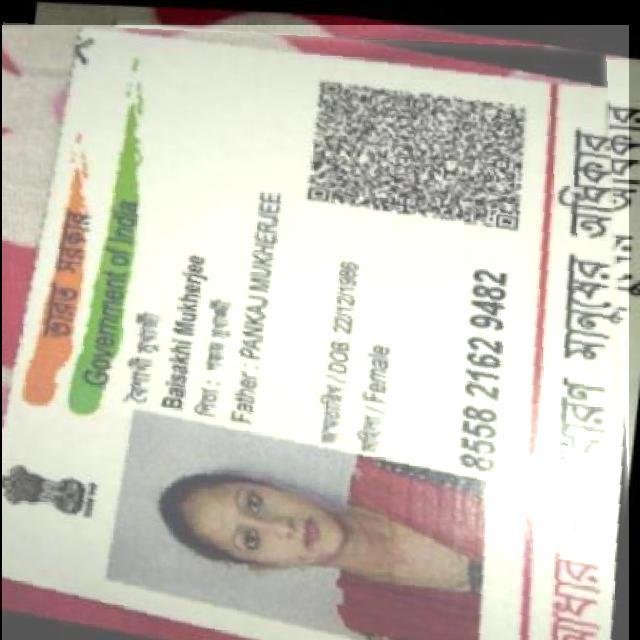 ভারত সরকার
Government of India
বৈশাখী মুখার্জী
Baisakhi Mukherjee
পিতা : পঙ্কজ মুখার্জী
Father : PANKAJ MUKHERJEE
জন্মতারিখ / DOB 22/12/1986
মহিলা / Female
8558 2162 9482
আধার সাধারণ মানুষের অধিকার